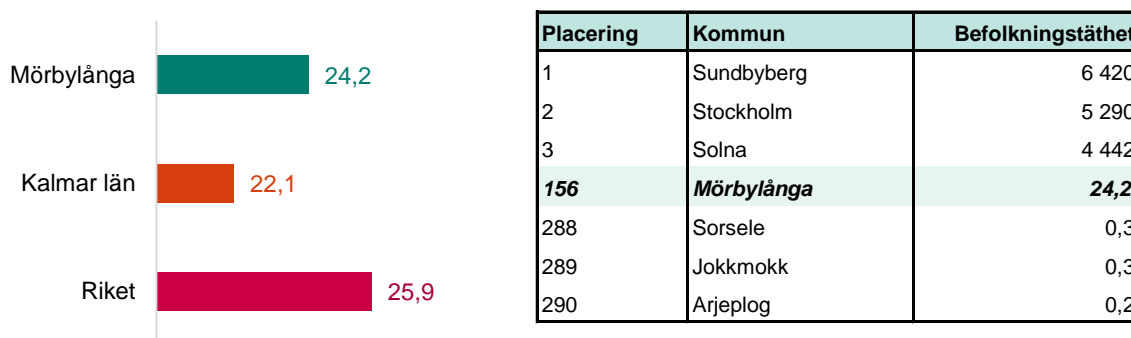 Mörbylånga 24,2
Kalmar län 22,1
Riket 25,9
Placering Kommun Befolkningstäthet
1 Sundbyberg 6 420
2 Stockholm 5 290
3 Solna 4 442
156 Mörbylånga 24,2
288 Sorsele 0,3
289 Jokkmokk 0,3
290 Arjeplog 0,2